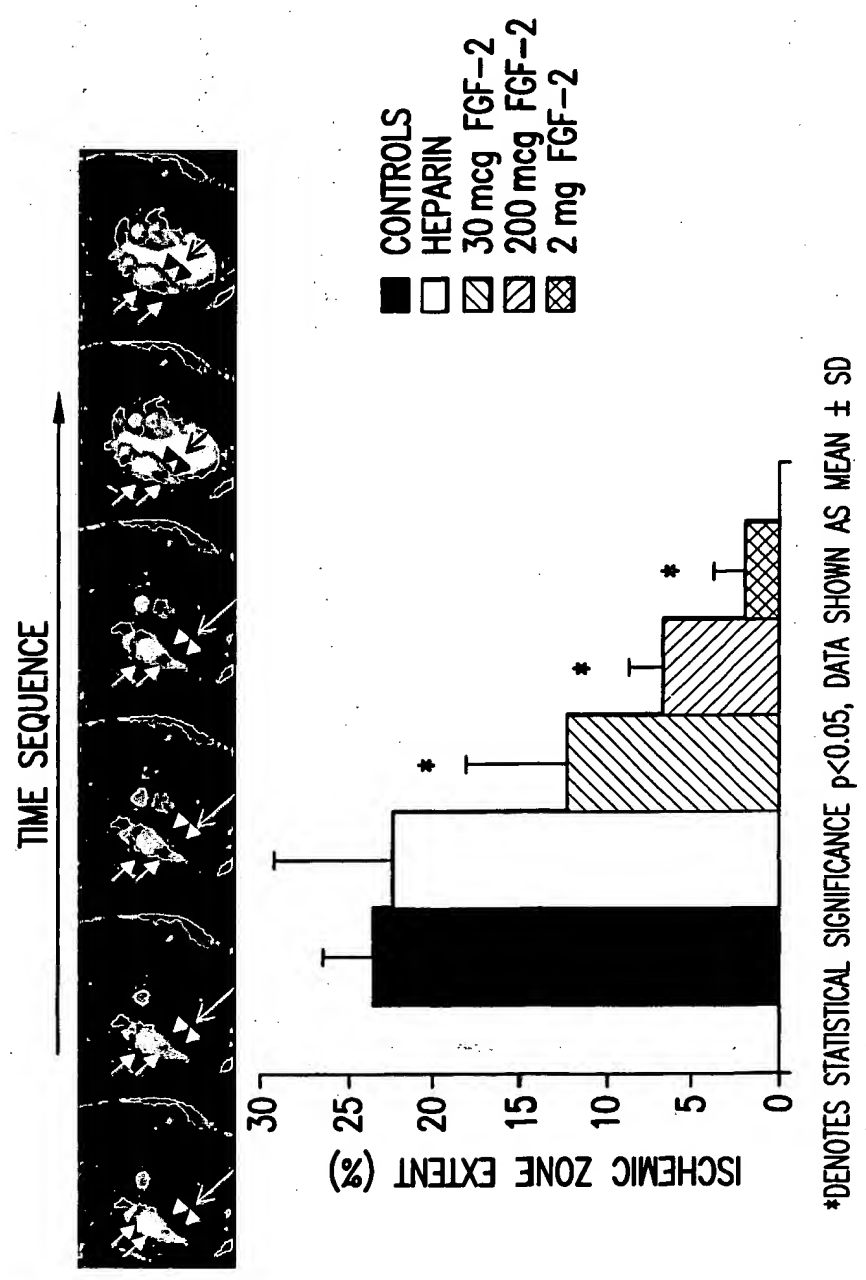 TIME SEQUENCE
CONTROLS
HEPARIN
30 mcg FGF-2
200 mcg FGF-2
2 mg FGF-2
ISCHEMIC ZONE EXTENT (%)
30
25
20
15
10
5
0
*
*
*
*DENOTES STATISTICAL SIGNIFICANCE p<0.05, DATA SHOWN AS MEAN ± SD